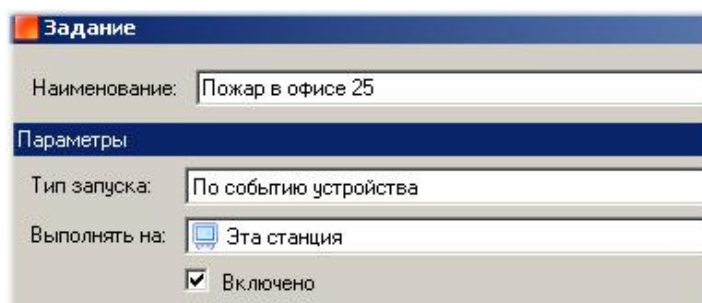 Задание
Наименование: Пожар в офисе 25
Параметры
Тип запуска: По событию устройства
Выполнять на: Эта станция
Включено